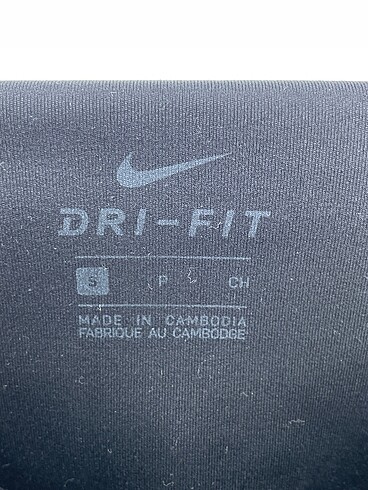 DRI-FIT
S P CH
MADE IN CAMBODIA
FABRIQUE AU CAMBODGE